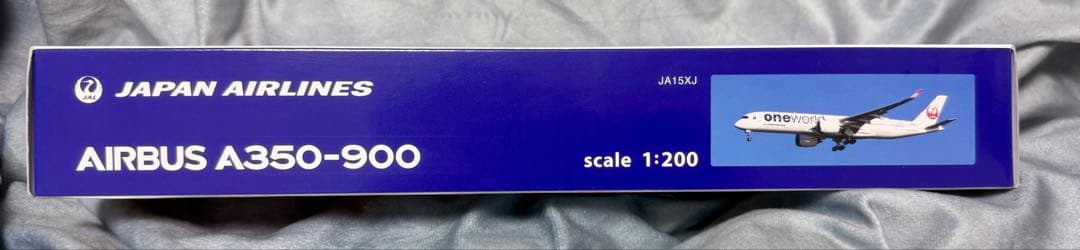 JAL
JAPAN AIRLINES
AIRBUS A350-900
JA15XJ
scale 1:200
oneworld